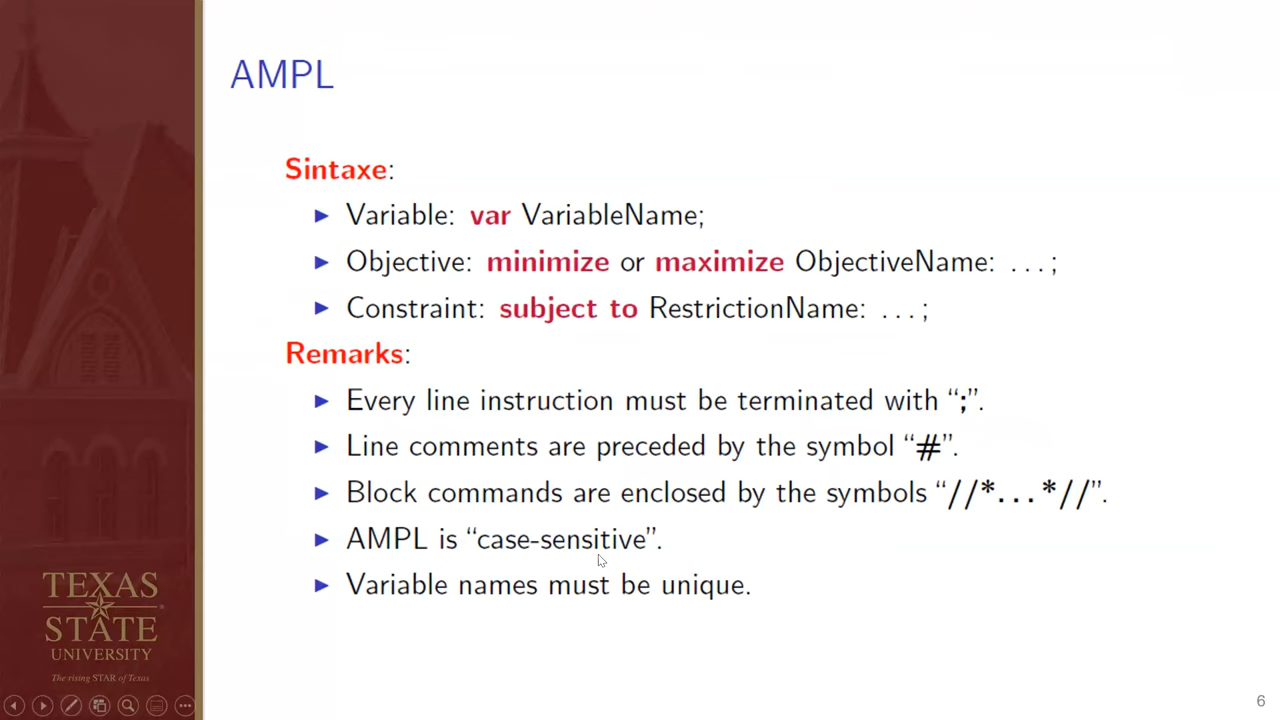 AMPL
Sintaxe:
Variable: var VariableName;
Objective: minimize or maximize ObjectiveName: ...;
Constraint: subject to RestrictionName: ...;
Remarks:
Every line instruction must be terminated with “;”.
Line comments are preceded by the symbol “#”.
Block commands are enclosed by the symbols “//*...*//”.
AMPL is “case-sensitive”.
Variable names must be unique.
TEXAS
STATE
UNIVERSITY
The rising STAR of Texas
6